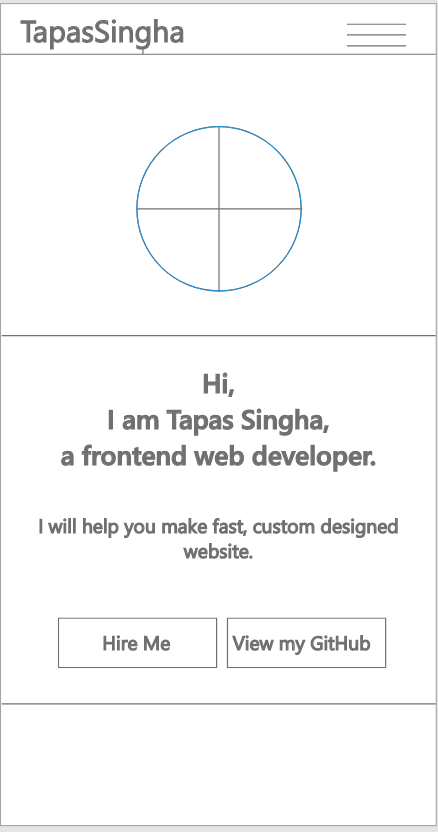 TapasSingha
Hi,
I am Tapas Singha,
a frontend web developer.
I will help you make fast, custom designed
website.
Hire Me
View my GitHub